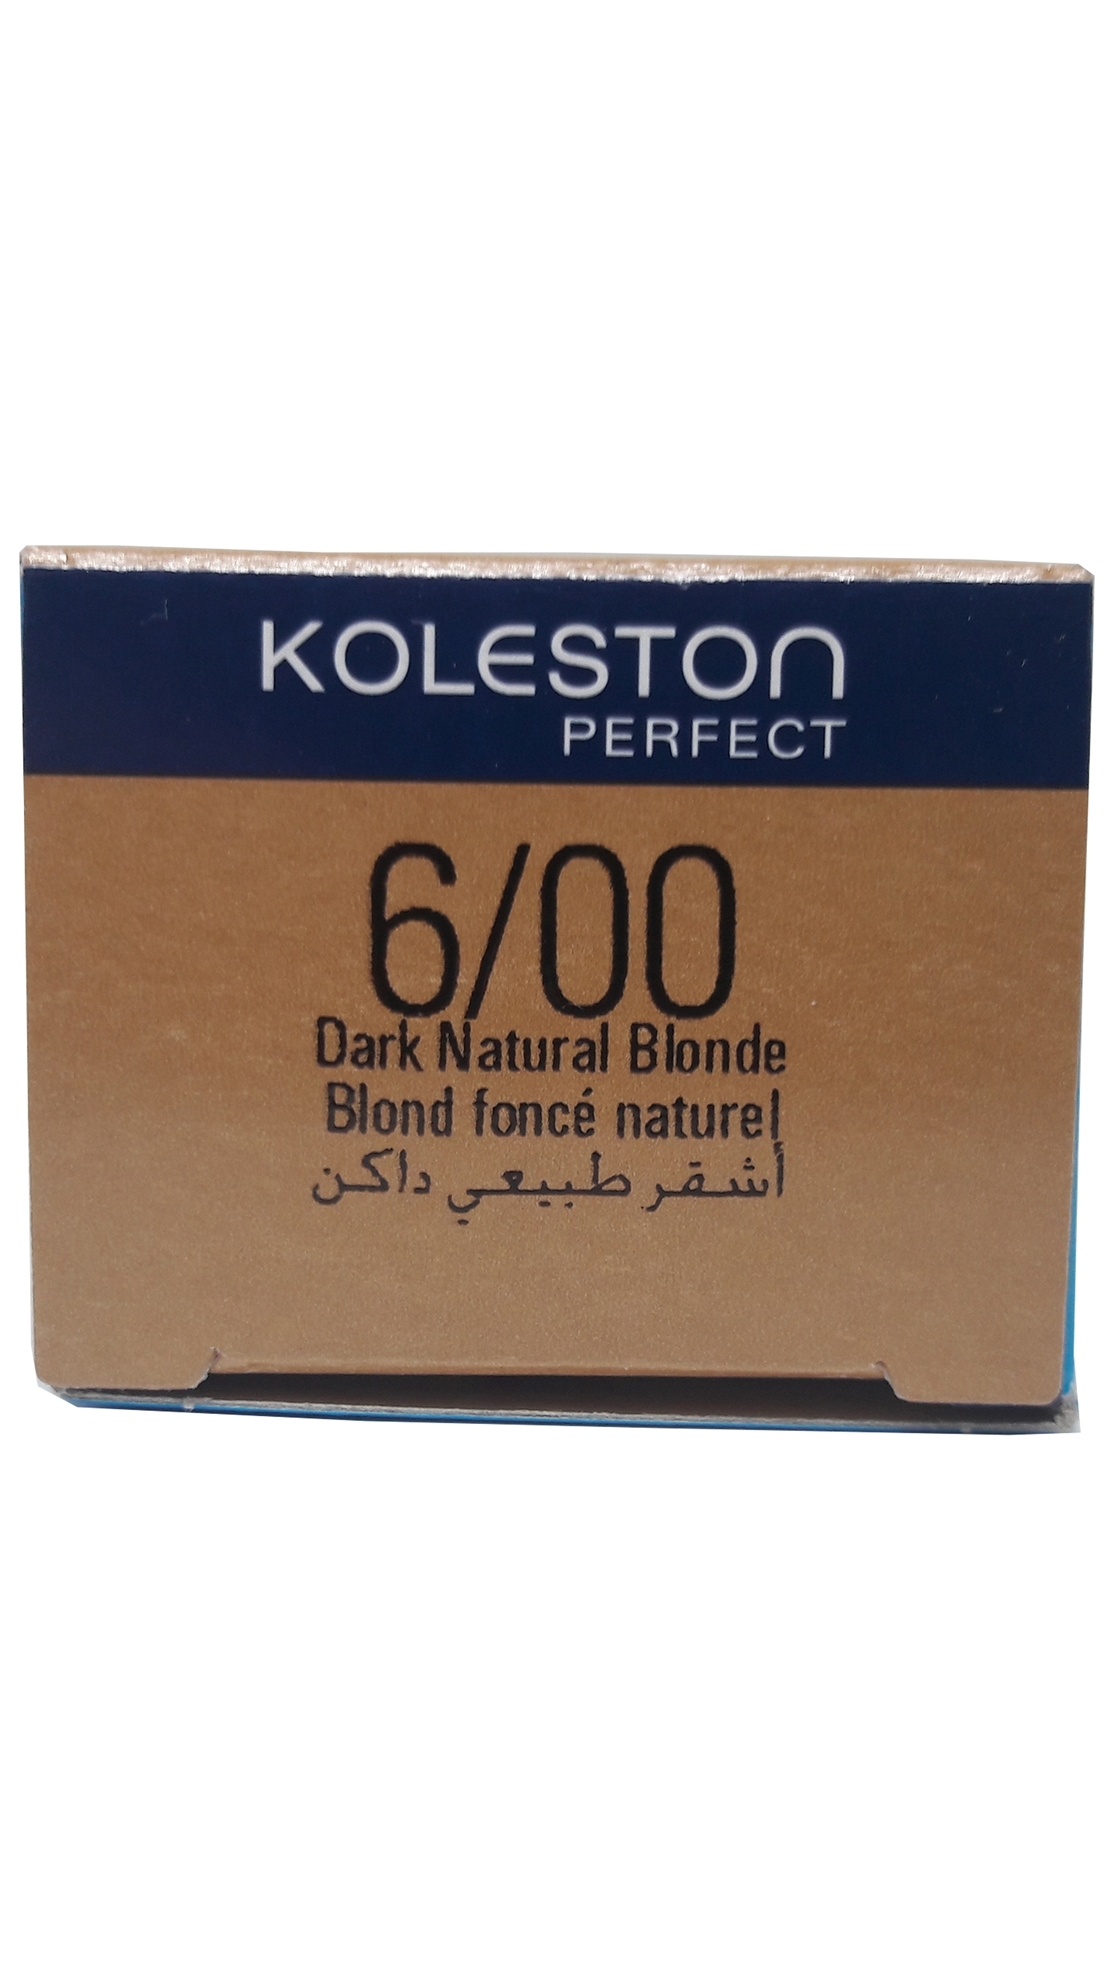 KOLESTON
PERFECT
6/00
Dark Natural Blonde
Blond foncé naturel
أشقر طبيعي داكن